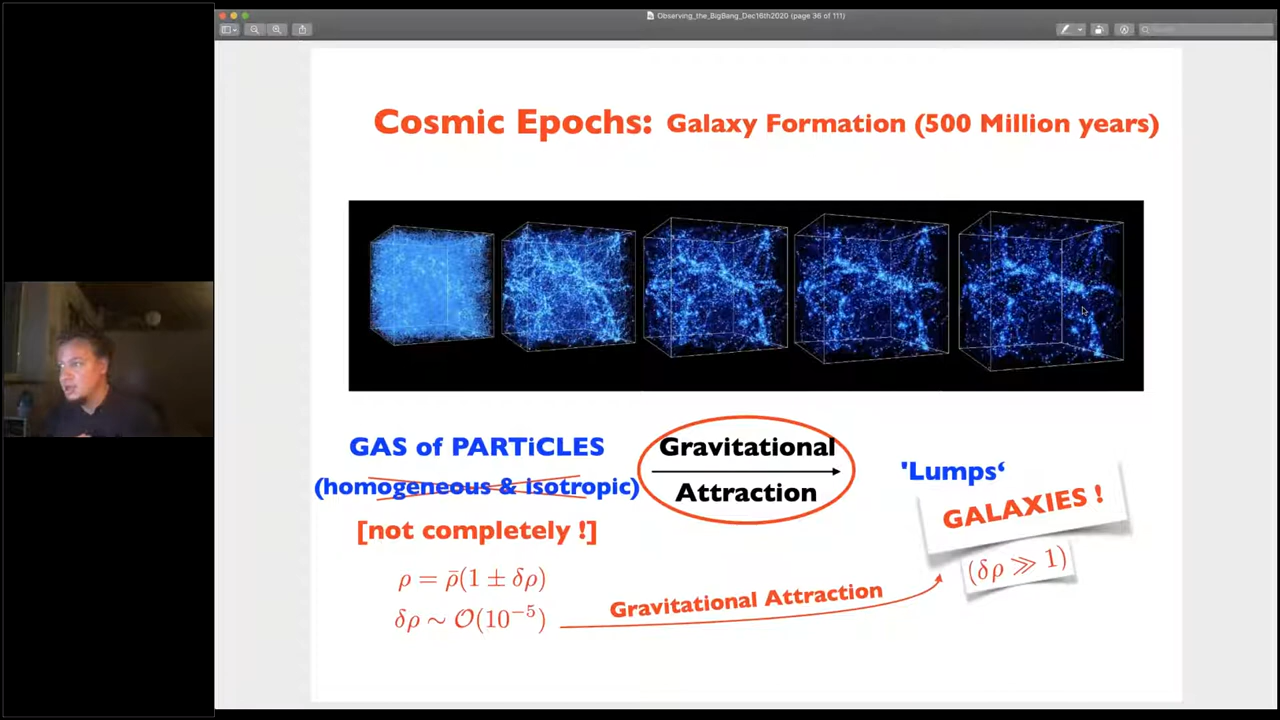 Observing_the_BigBang_Dec16th2020 (page 36 of 111)
Search
Cosmic Epochs: Galaxy Formation (500 Million years)
GAS of PARTiCLES
(homogeneous & isotropic)
[not completely !]
ρ = ρ̄(1 ± δρ)
δρ ~ O(10⁻⁵)
Gravitational
Attraction
Gravitational Attraction
'Lumps‘
GALAXIES !
(δρ ≫ 1)